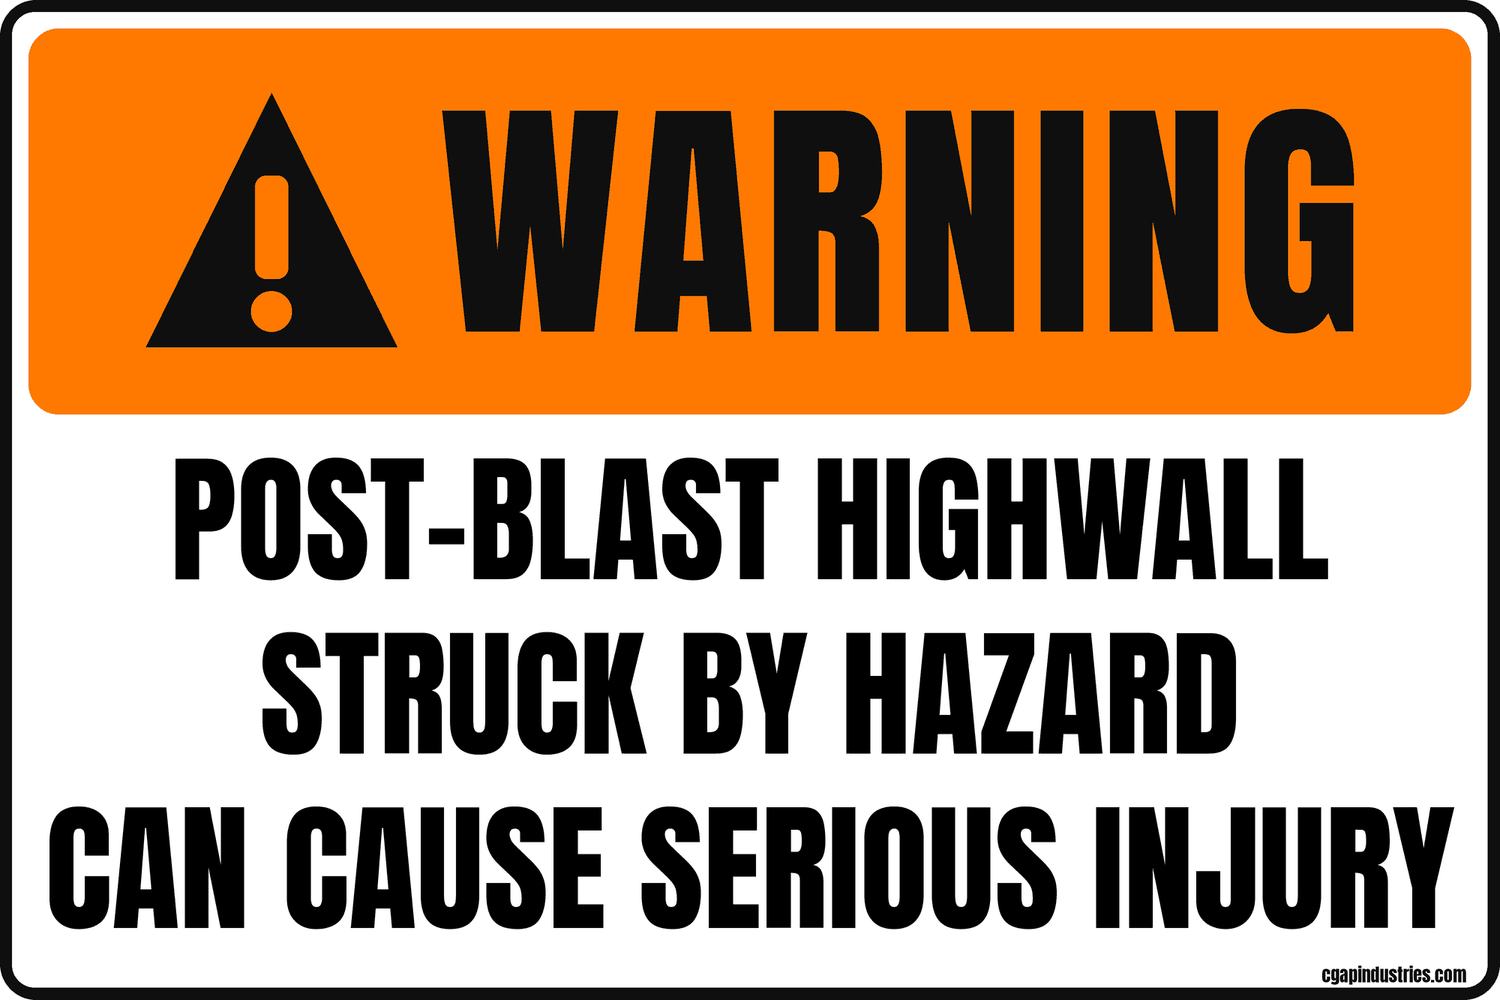 WARNING
POST-BLAST HIGHWALL
STRUCK BY HAZARD
CAN CAUSE SERIOUS INJURY
cgapindustries.com